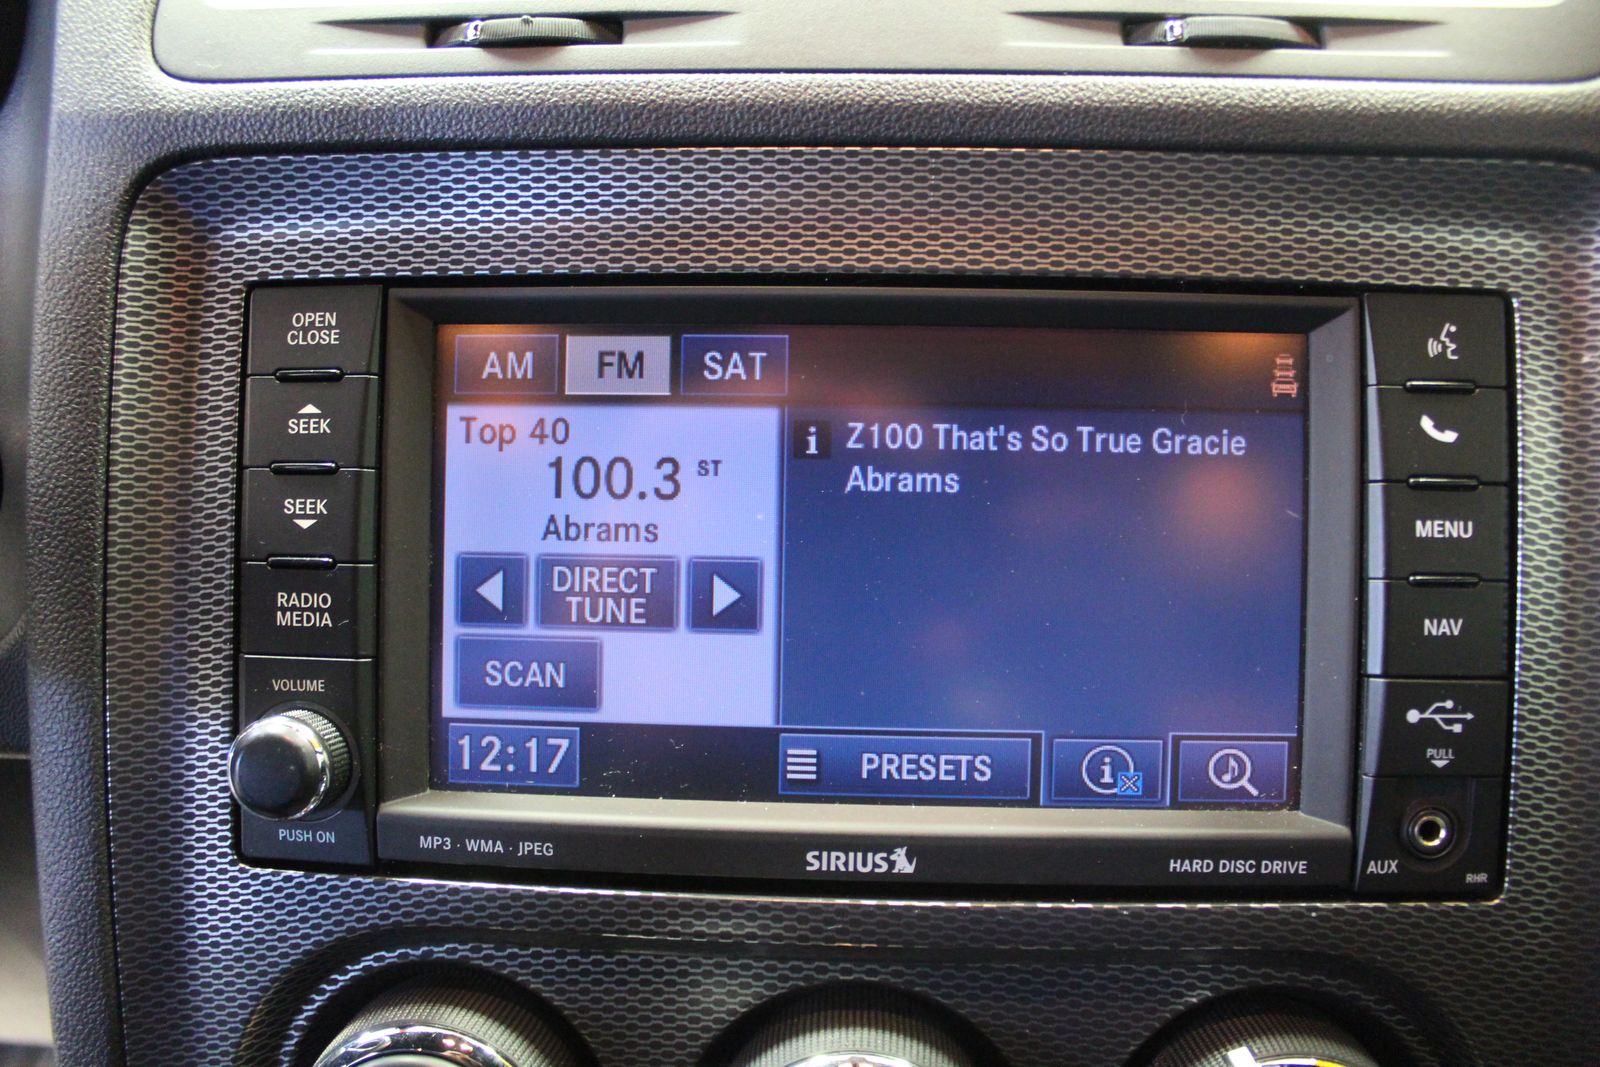 OPEN
CLOSE
SEEK
SEEK
RADIO
MEDIA
VOLUME
PUSH ON
AM FM SAT
Top 40
100.3 ST
Abrams
DIRECT
TUNE
SCAN
12:17
i Z100 That's So True Gracie
Abrams
PRESETS
i
MP3 · WMA · JPEG
SIRIUS
HARD DISC DRIVE
MENU
NAV
PULL
AUX
RHR